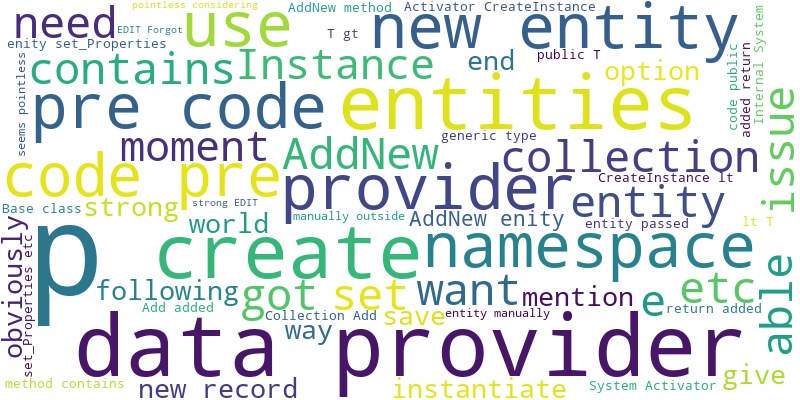 pointless considering
AddNew method
Activator CreateInstance
need
EDIT Forgot
use
new entity
T gt
enity set_Properties
public T
contains
Instance
end
option
seems pointless
pre code
entities
code public
added return
Internal System
moment
AddNew
generic type
collection
issue
code pre
provider
CreateInstance lt
entity
strong EDIT
Base class
strong
world
manually outside
AddNew enity
entity passed
lt T
obviously
set_Properties etc
p
create
namespace
following
got
set
want
mention
e
etc
able
Add added
Collection Add
save
entity manually
return added
way
data provider
give
method contains
new record
instantiate
System Activator